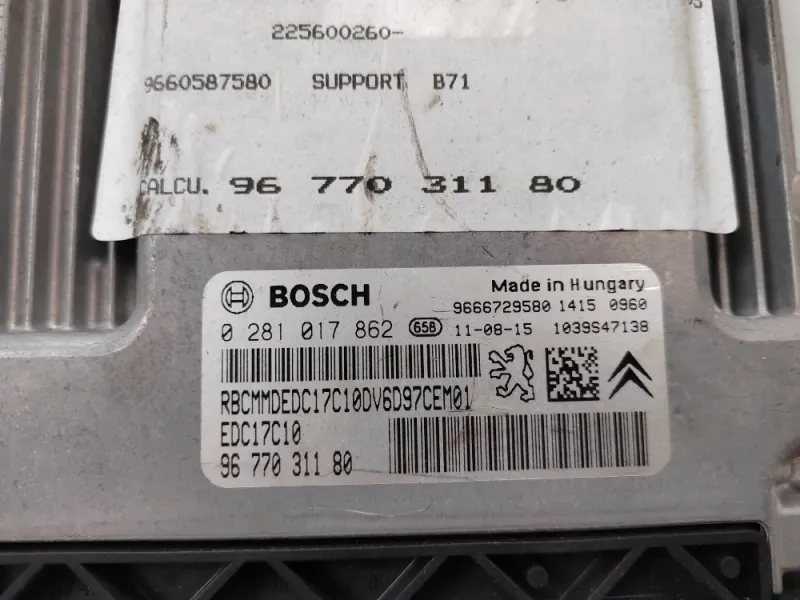 225600260-
9660587580 SUPPORT B71
CALCU. 96 770 311 80
BOSCH
Made in Hungary
9666729580 1415 0960
0 281 017 862 658 11-08-15 1039S47138
RBCMMDEDC17C10DV6D97CEM01
EDC17C10
96 770 311 80